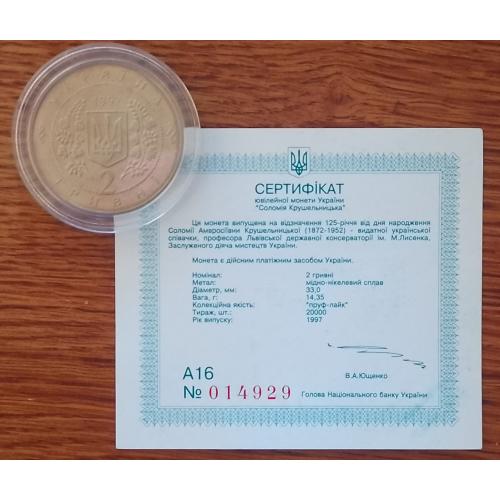 УКРАЇНА
199
2
СЕРТИФІКАТ
ювілейної монети України
"Соломія Крушельницька"
Ця монета випущена на відзначення 125-річчя від дня народження
Соломії Амвросіївни Крушельницької (1872-1952) - видатної української
співачки, професора Львівської державної консерваторії ім. М.Лисенка,
Заслуженого діяча мистецтв України.
Монета є дійсним платіжним засобом України.
Номінал: 2 гривні
Метал: мідно-нікелевий сплав
Діаметр, мм: 33,0
Вага, г: 14,35
Колекційна якість: "пруф-лайк"
Тираж, шт.: 20000
Рік випуску: 1997
В.А.Ющенко
А16
№ 014929
Голова Національного банку України